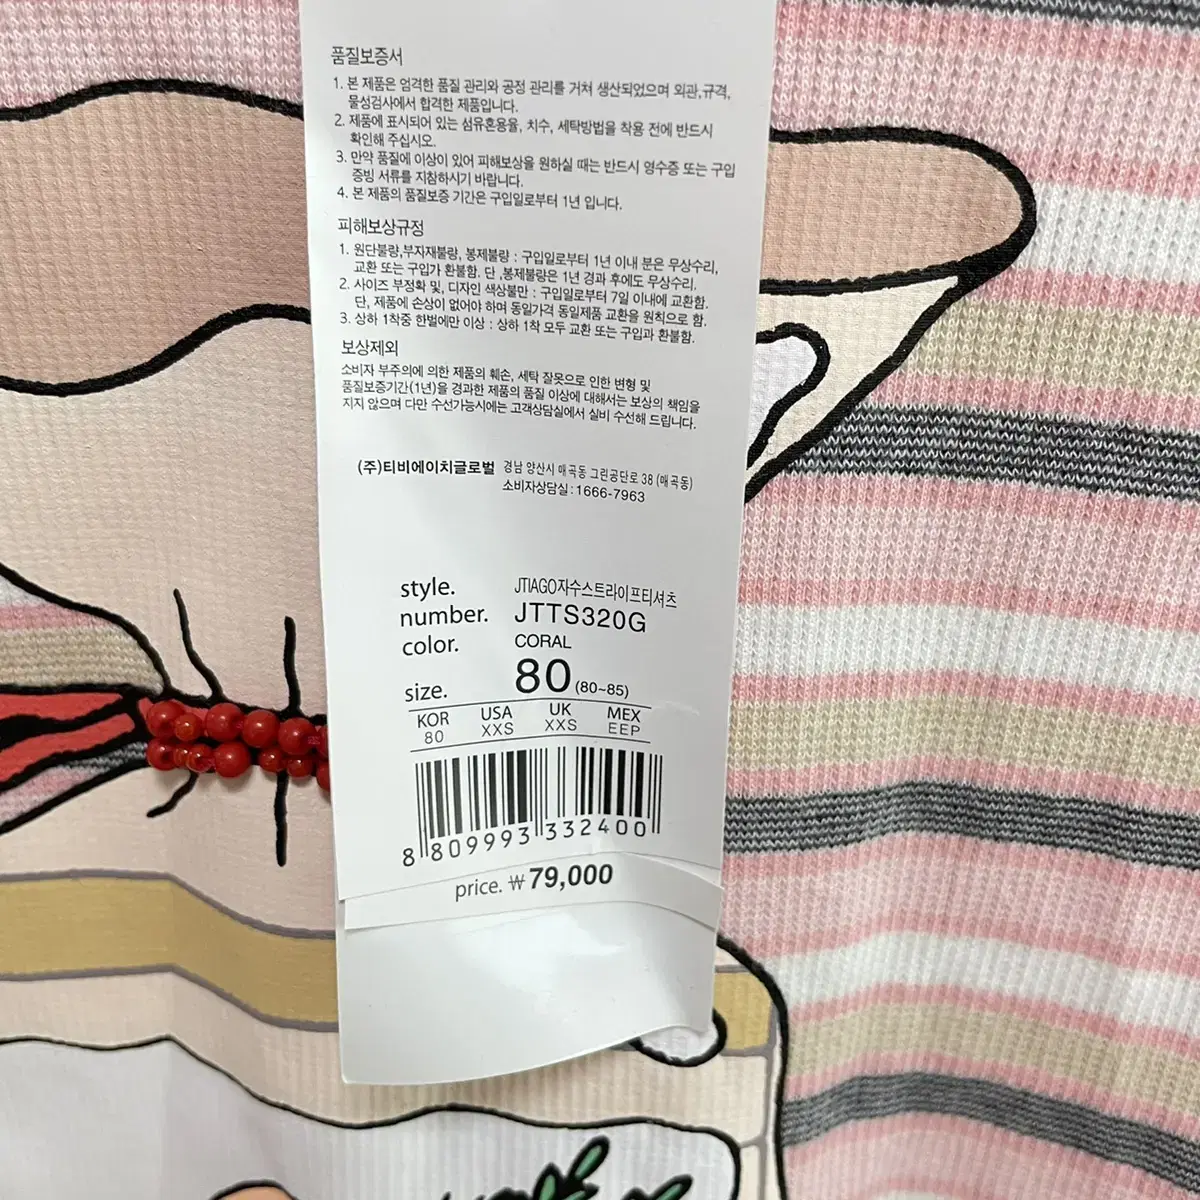 품질보증서
1. 본 제품은 엄격한 품질 관리와 공정 관리를 거쳐 생산되었으며 외관,규격,
물성검사에서 합격한 제품입니다.
2. 제품에 표시되어 있는 섬유혼용율, 치수, 세탁방법을 착용 전에 반드시
확인해 주십시오.
3. 만약 품질에 이상이 있어 피해보상을 원하실 때는 반드시 영수증 또는 구입
증빙 서류를 지참하시기 바랍니다.
4. 본 제품의 품질보증 기간은 구입일로부터 1년 입니다.
피해보상규정
1. 원단불량,부자재불량, 봉제불량 : 구입일로부터 1년 이내 분은 무상수리,
교환 또는 구입가 환불함. 단 ,봉제불량은 1년 경과 후에도 무상수리.
2. 사이즈 부정확 및, 디자인 색상불만 : 구입일로부터 7일 이내에 교환함.
단, 제품에 손상이 없어야 하며 동일가격 동일제품 교환을 원칙으로 함.
3. 상하 1착중 한벌에만 이상 : 상하 1착 모두 교환 또는 구입과 환불함.
보상제외
소비자 부주의에 의한 제품의 훼손, 세탁 잘못으로 인한 변형 및
품질보증기간(1년)을 경과한 제품의 품질 이상에 대해서는 보상의 책임을
지지 않으며 다만 수선가능시에는 고객상담실에서 실비 수선해 드립니다.
(주)티비에이치글로벌 경남 양산시 매곡동 그린공단로 38 (매곡동)
소비자상담실 : 1666-7963
style. JTIAGO자수스트라이프티셔츠
number. JTTS320G
color. CORAL
size. 80 (80~85)
KOR USA UK MEX
80 XXS XXS EEP
8 809993 332400
price. ₩79,000